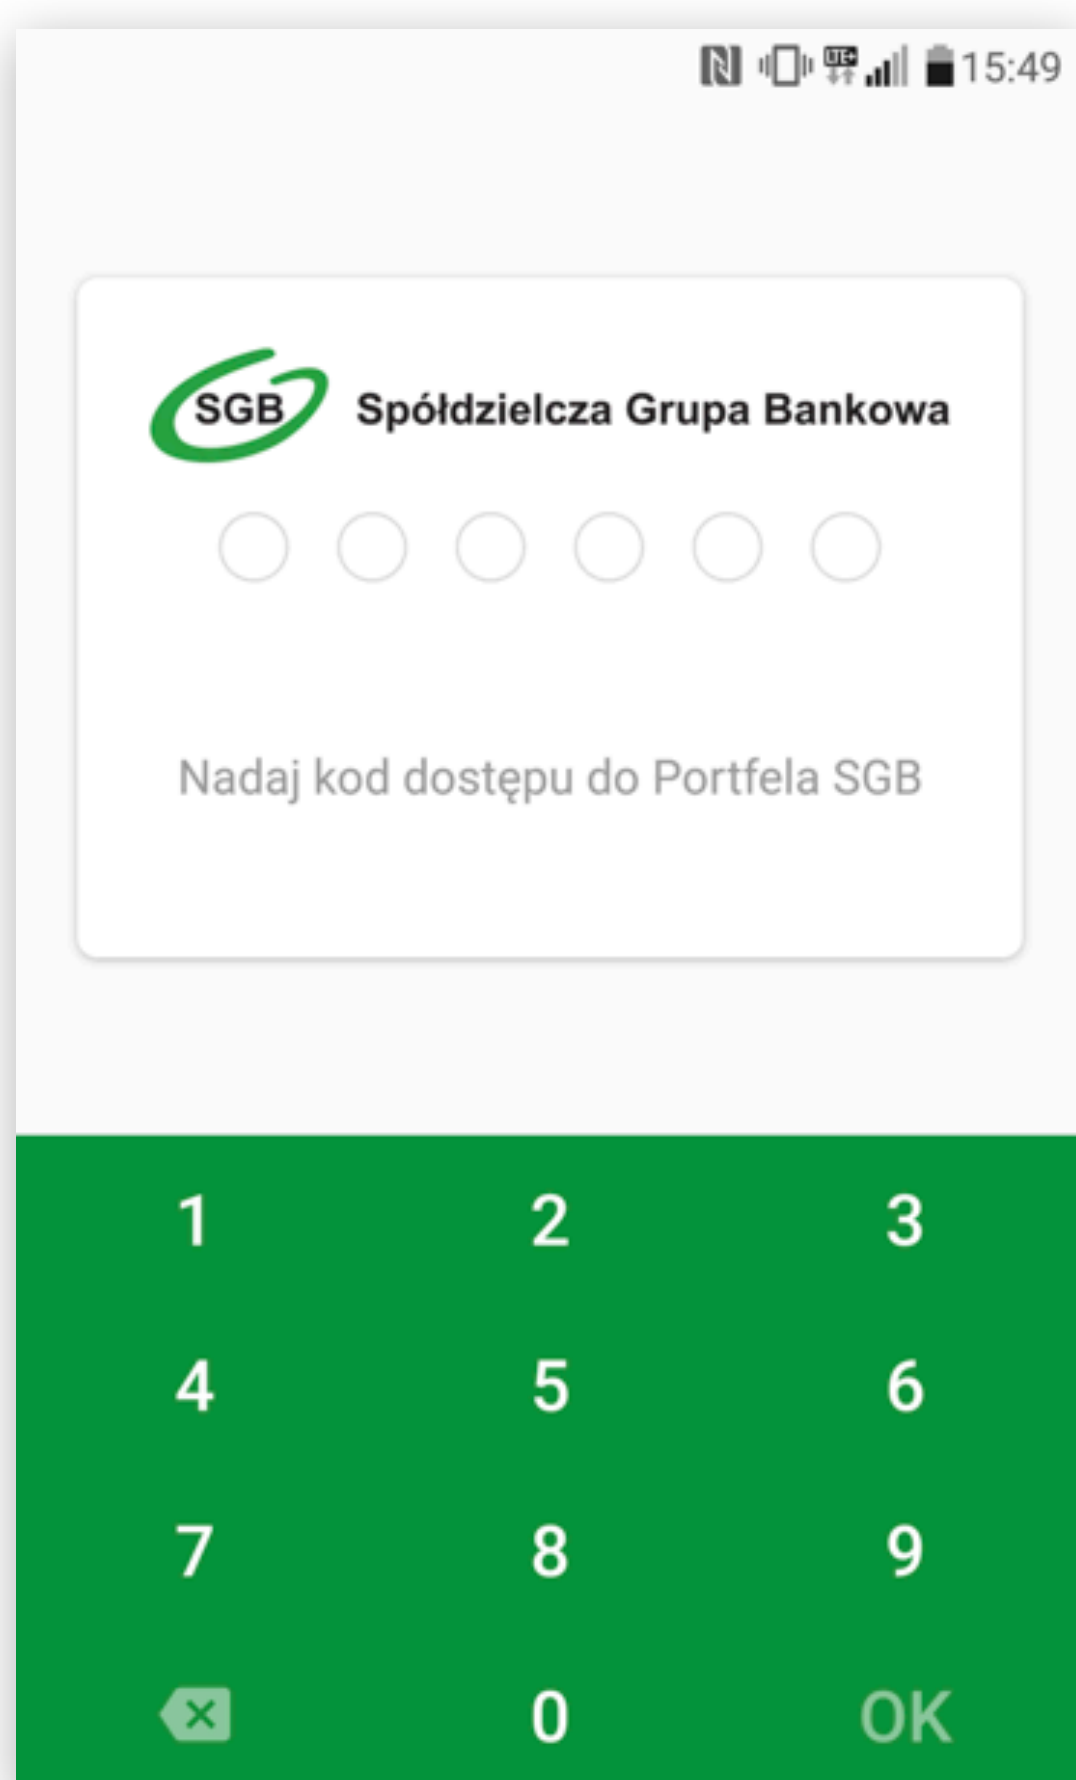 LTE+ 15:49
SGB Spółdzielcza Grupa Bankowa
Nadaj kod dostępu do Portfela SGB
1 2 3
4 5 6
7 8 9
0 OK